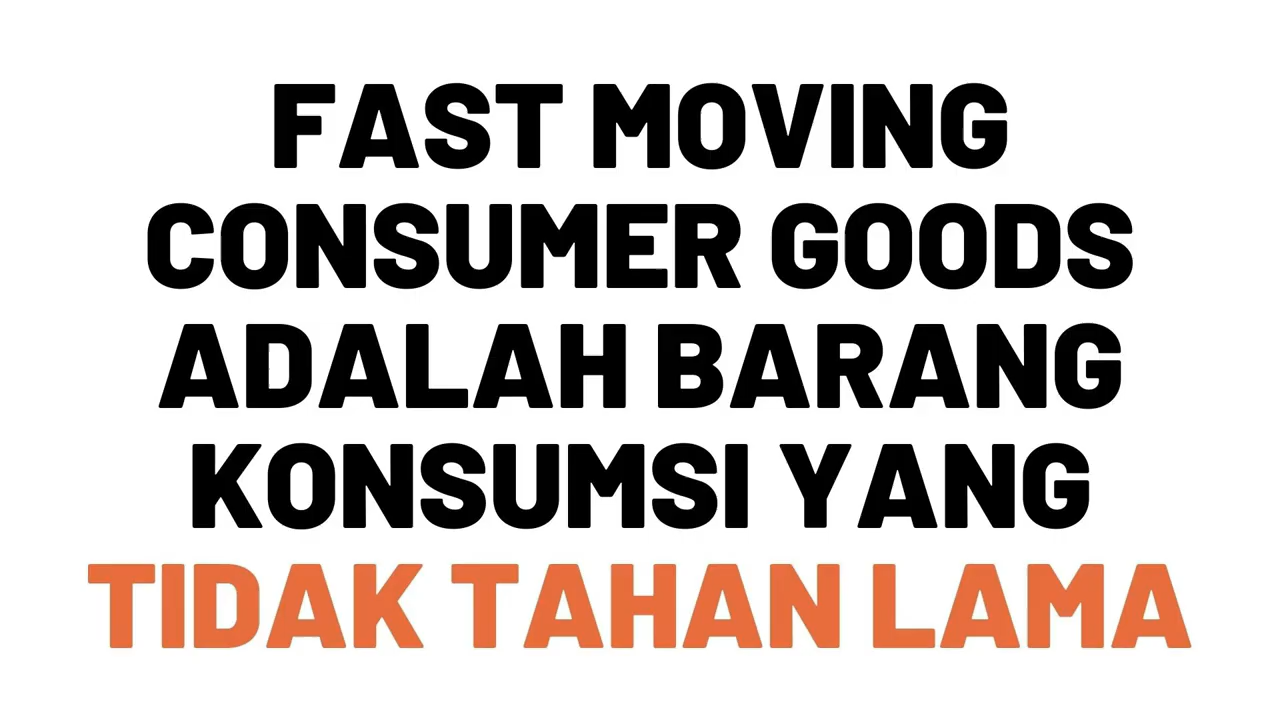 FAST MOVING
CONSUMER GOODS
ADALAH BARANG
KONSUMSI YANG
TIDAK TAHAN LAMA